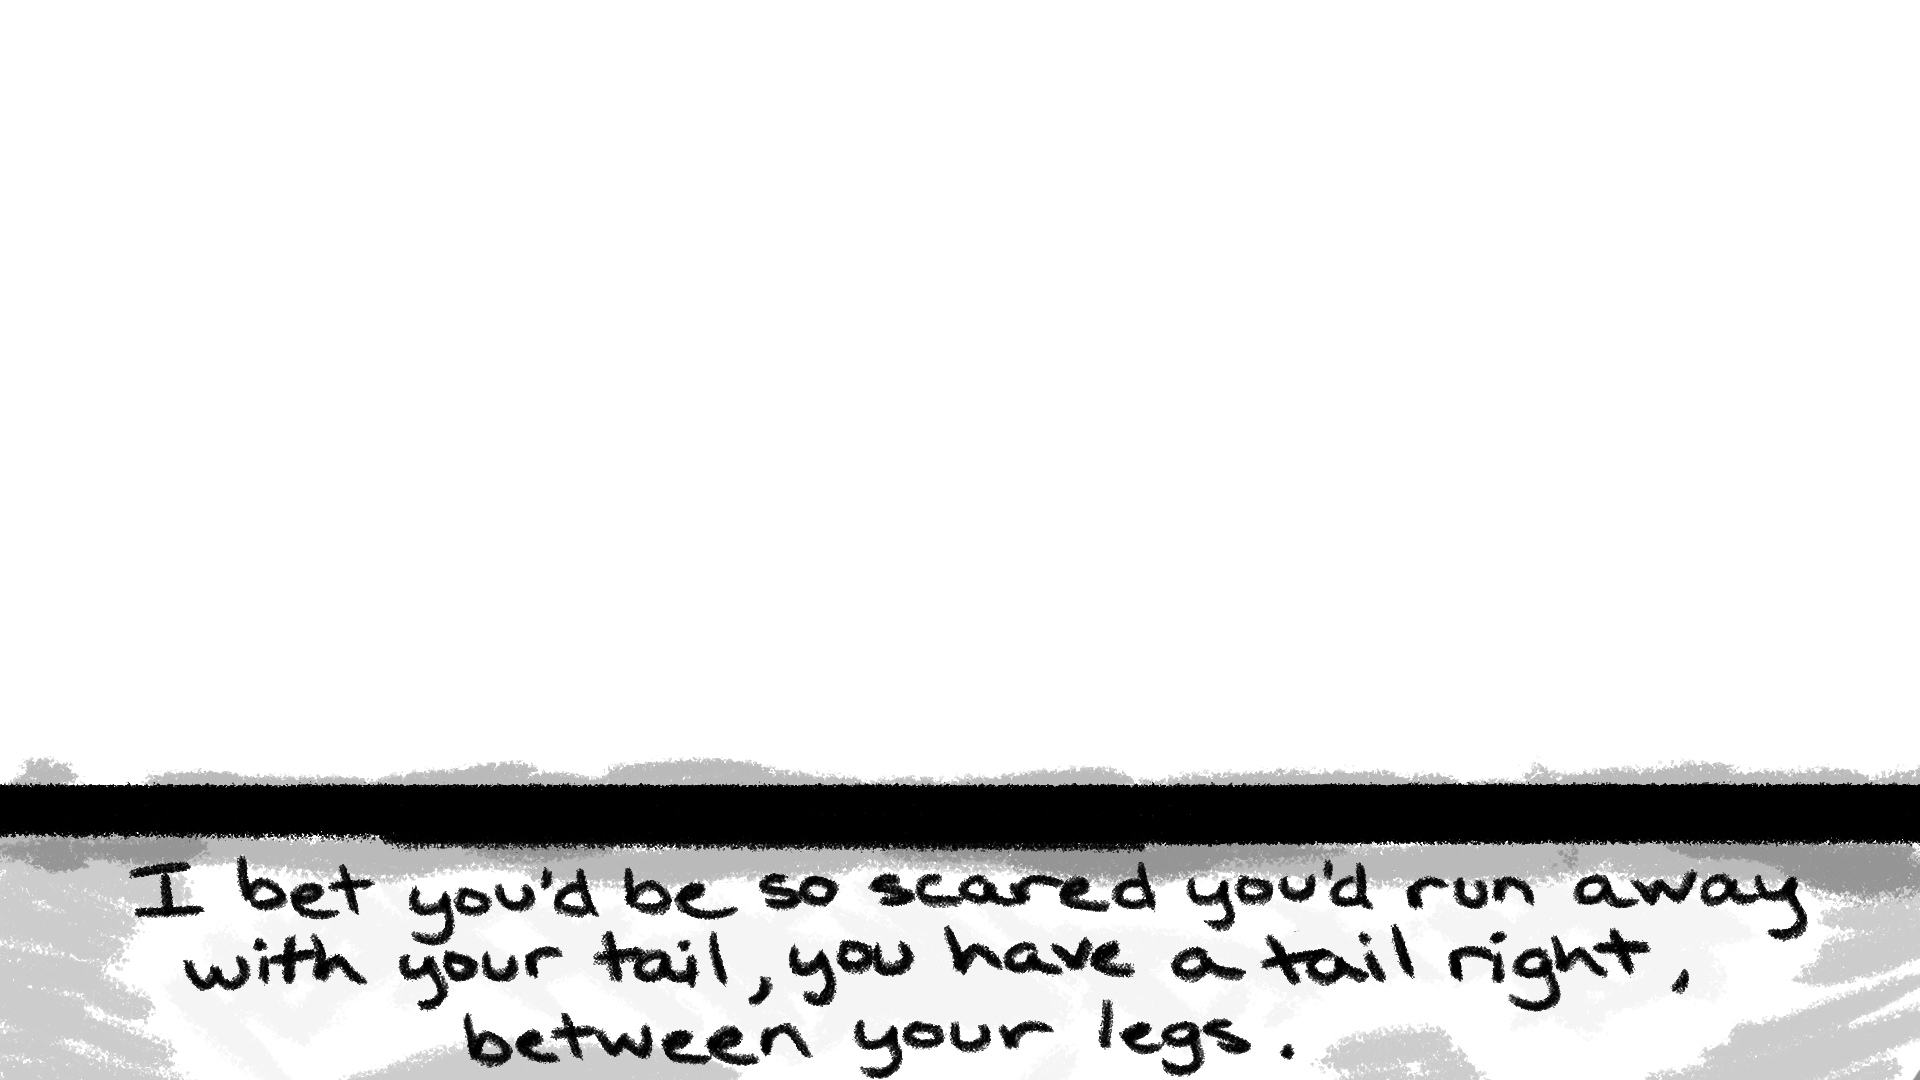 I bet you'd be so scared you'd run away
with your tail, you have a tail right,
between your legs.